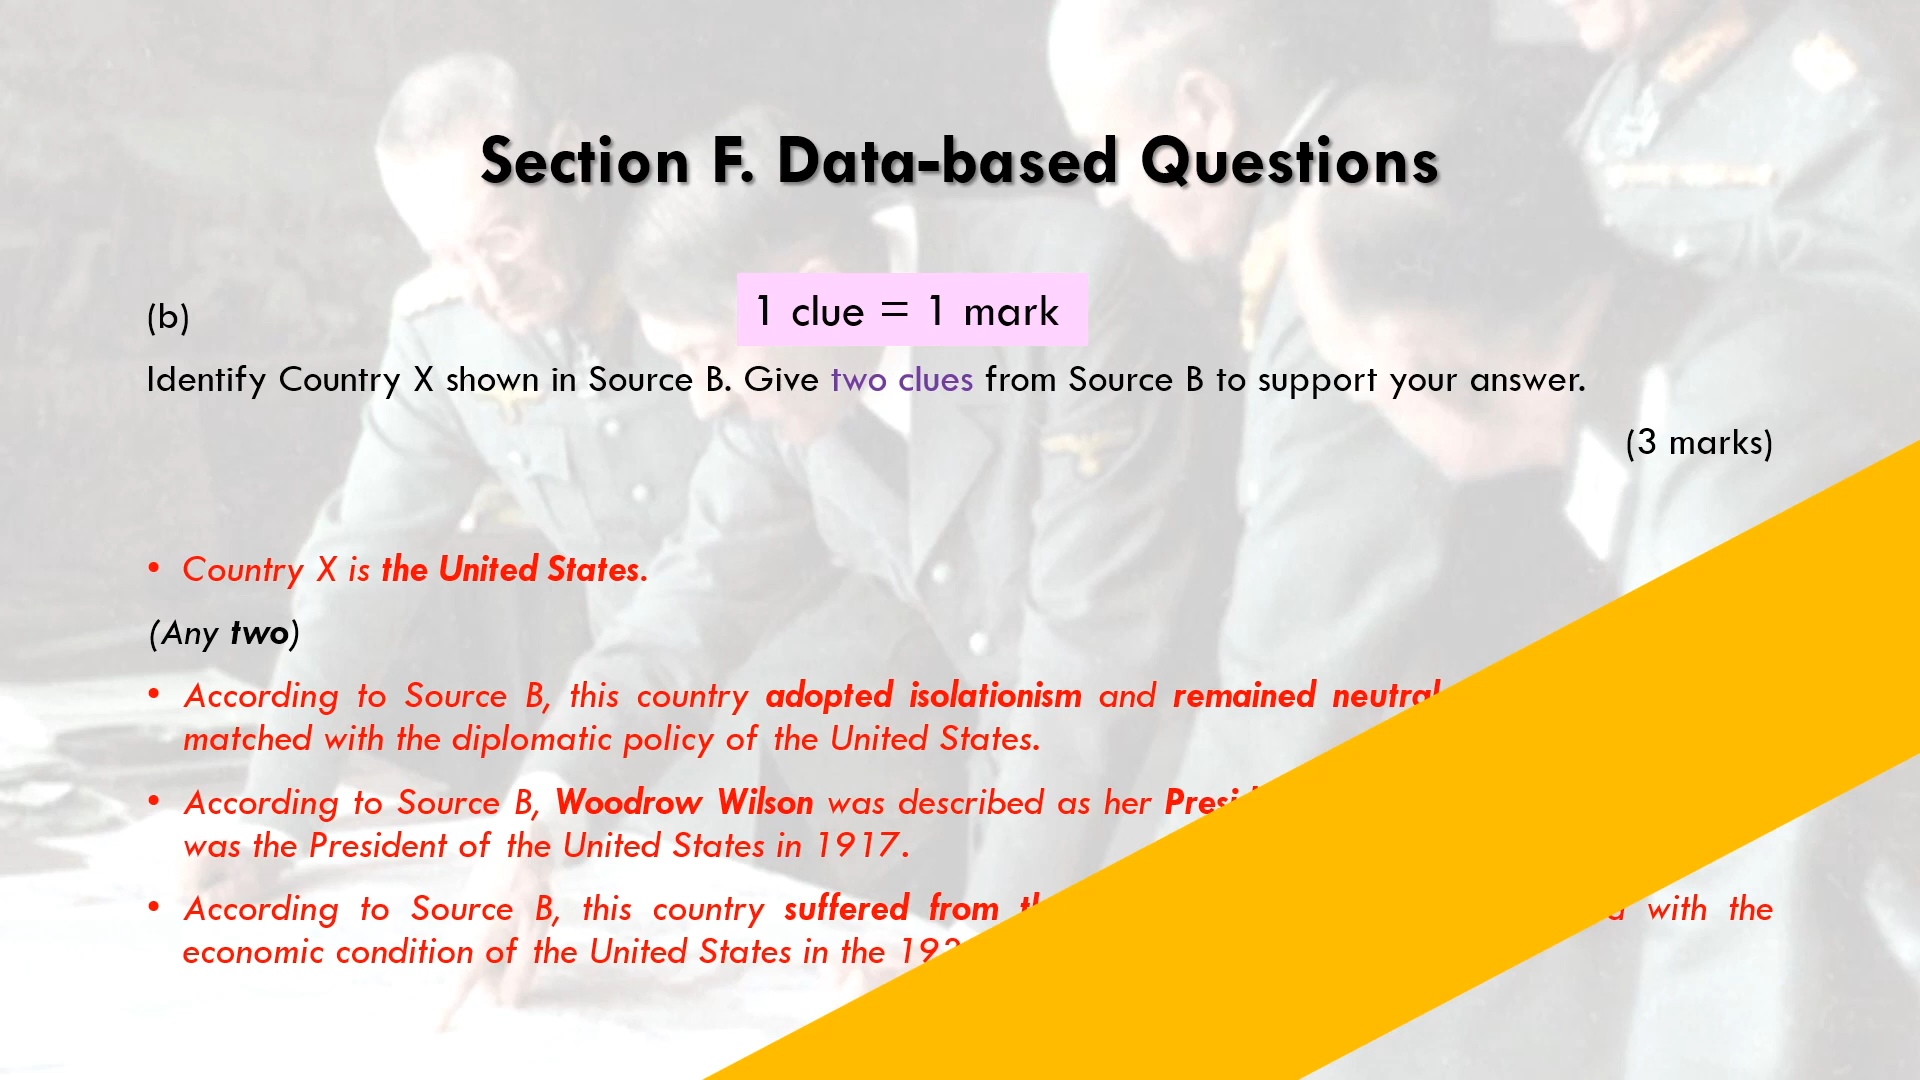 Section F. Data-based Questions
1 clue = 1 mark
(b)
Identify Country X shown in Source B. Give two clues from Source B to support your answer.
(3 marks)
• Country X is the United States.
(Any two)
• According to Source B, this country adopted isolationism and remained neutral
matched with the diplomatic policy of the United States.
• According to Source B, Woodrow Wilson was described as her
was the President of the United States in 1917.
• According to Source B, this country suffered from with the
economic condition of the United States in the